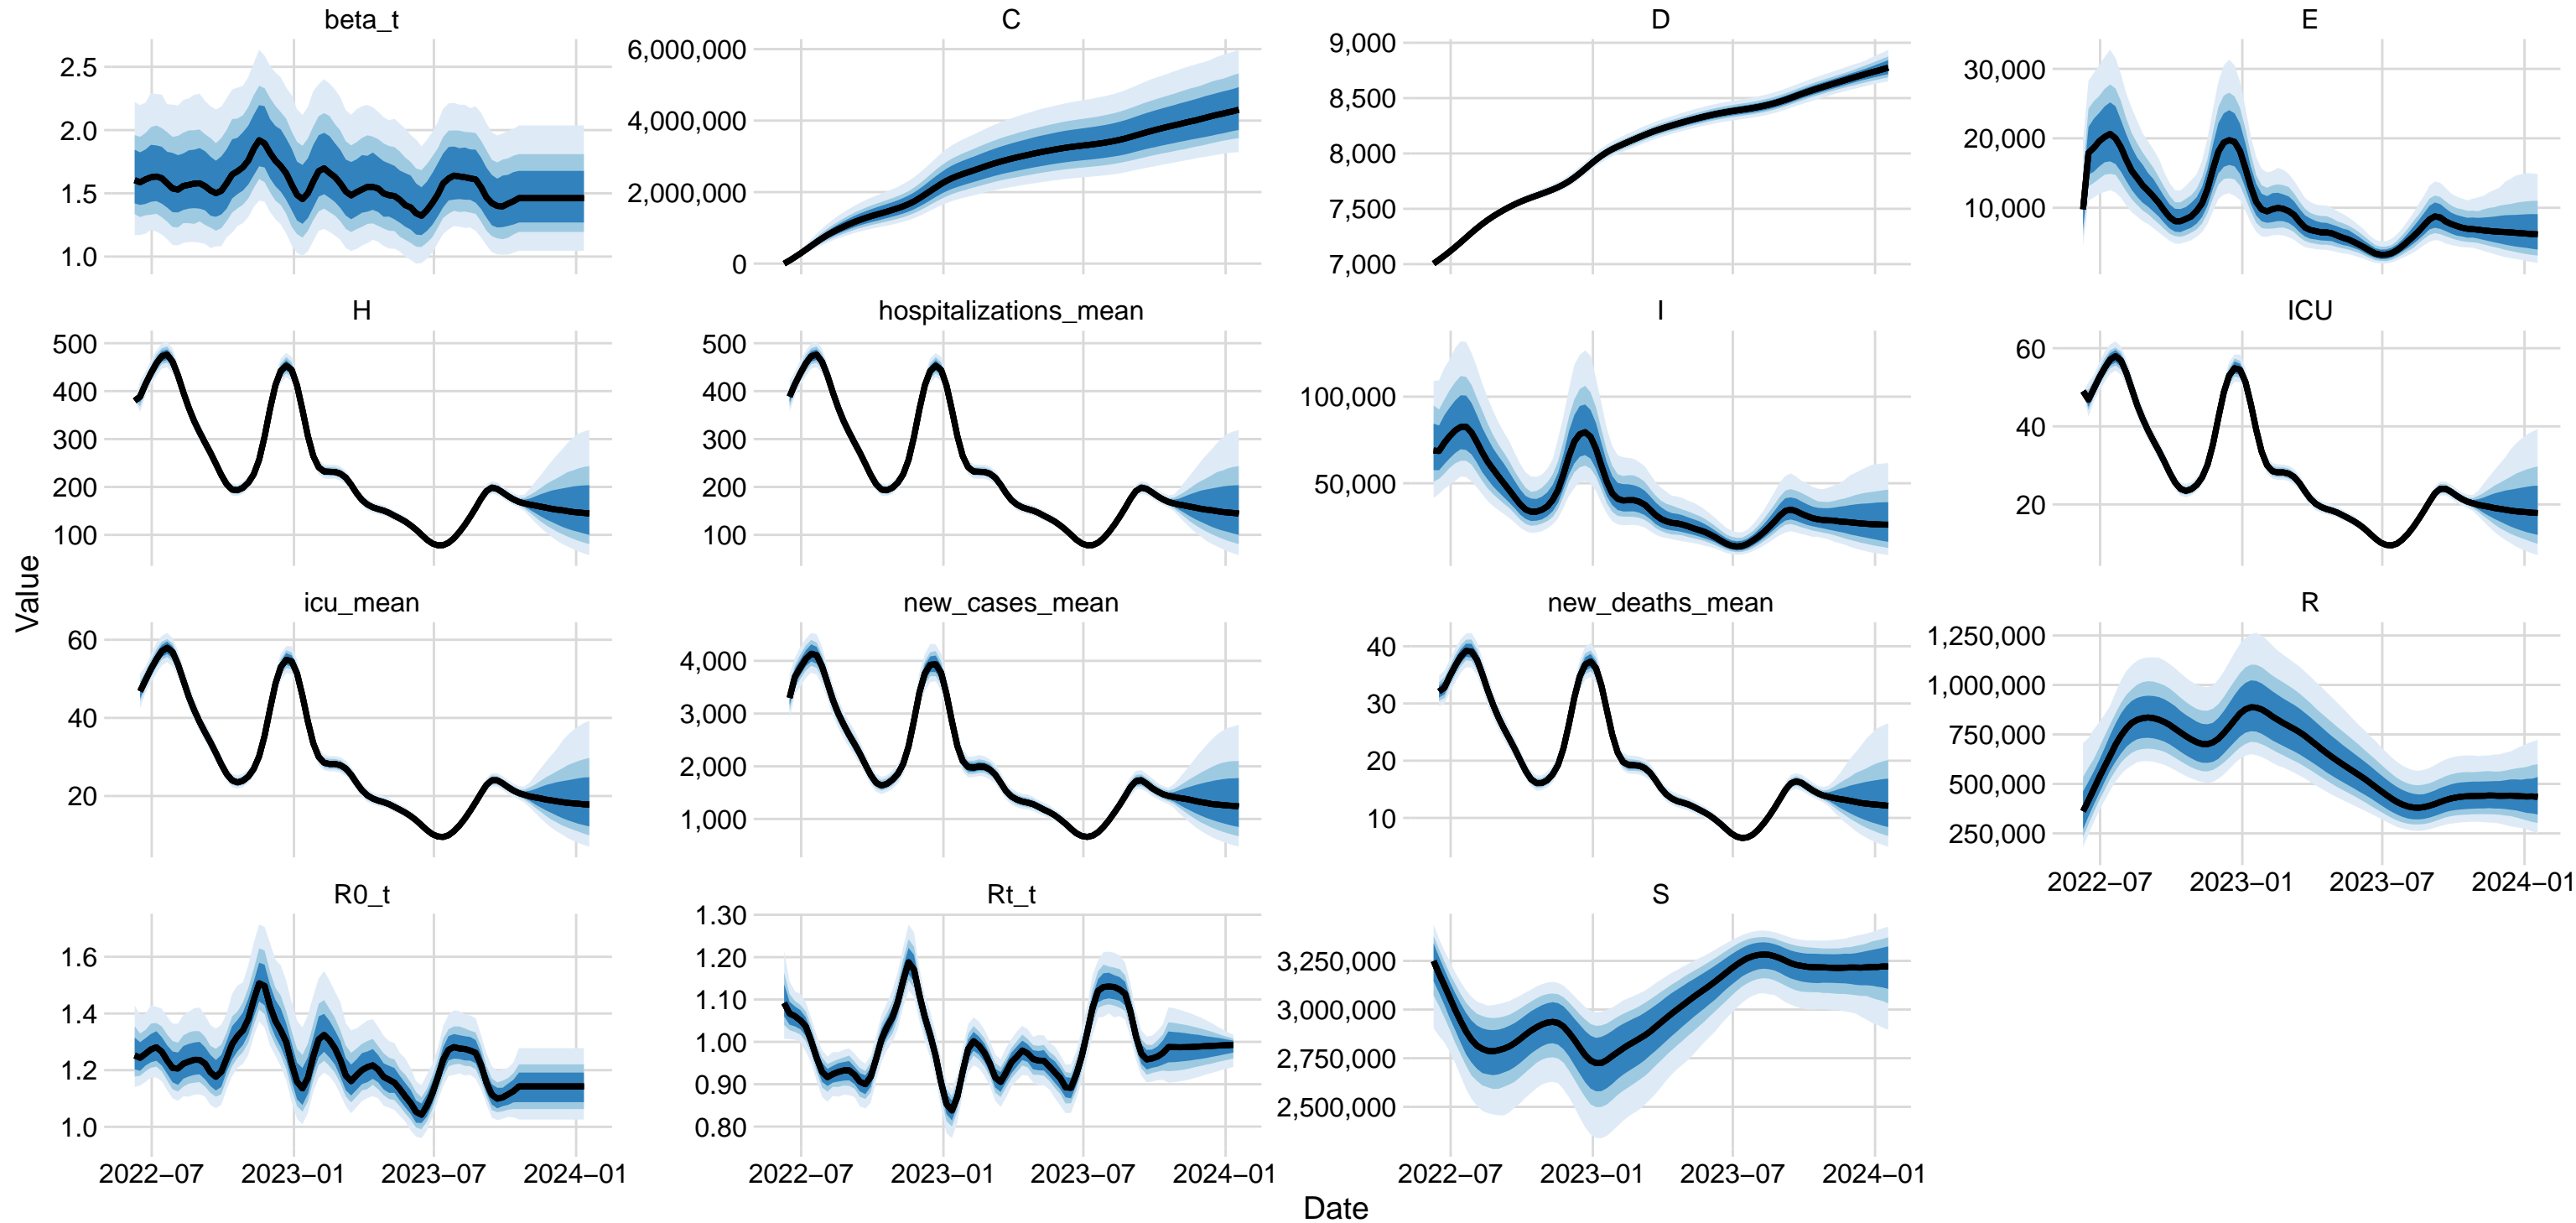 beta_t
C
D
E
2.5
2.0
1.5
1.0
6,000,000
4,000,000
2,000,000
0
9,000
8,500
8,000
7,500
7,000
30,000
20,000
10,000
H
hospitalizations_mean
I
ICU
500
400
300
200
100
500
400
300
200
100
100,000
50,000
60
40
20
Value
icu_mean
new_cases_mean
new_deaths_mean
R
60
40
20
4,000
3,000
2,000
1,000
40
30
20
10
1,250,000
1,000,000
750,000
500,000
250,000
2022−07 2023−01 2023−07 2024−01
R0_t
Rt_t
S
1.6
1.4
1.2
1.0
1.30
1.20
1.10
1.00
0.90
0.80
3,250,000
3,000,000
2,750,000
2,500,000
2022−07 2023−01 2023−07 2024−01
2022−07 2023−01 2023−07 2024−01
2022−07 2023−01 2023−07 2024−01
Date